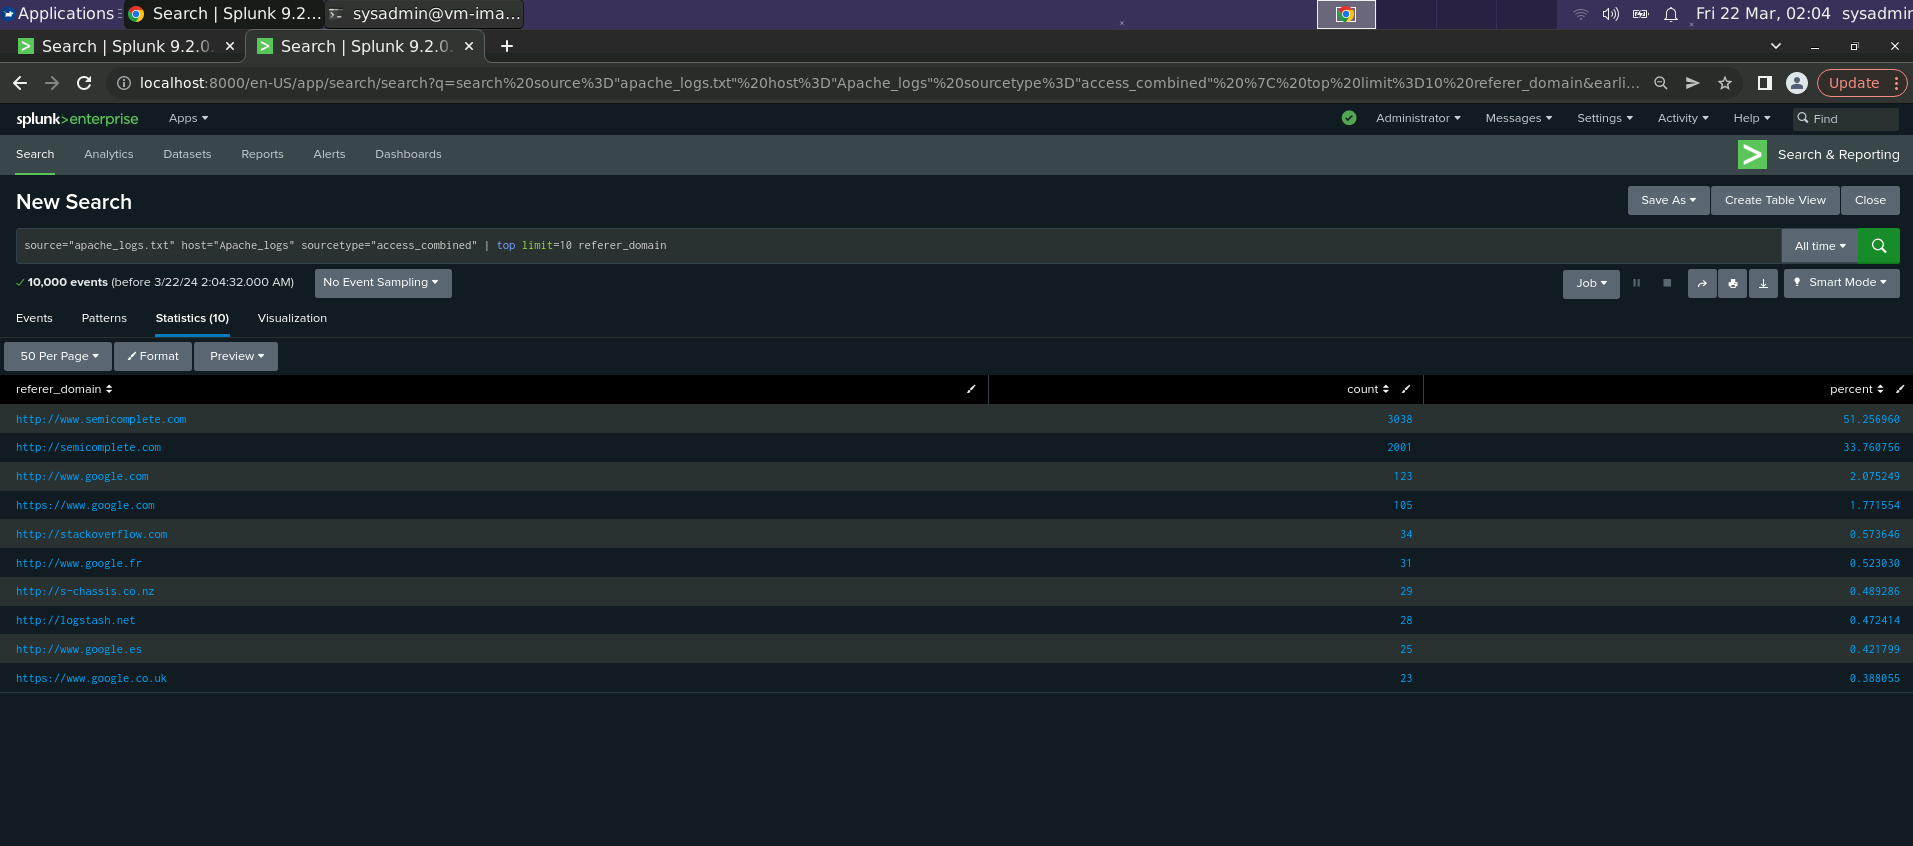 Applications Search | Splunk 9.2... sysadmin@vm-ima... Fri 22 Mar, 02:04 sysadmin
Search | Splunk 9.2.0. Search | Splunk 9.2.0.
localhost:8000/en-US/app/search/search?q=search%20source%3D"apache_logs.txt"%20host%3D"Apache_logs"%20sourcetype%3D"access_combined"%20%7C%20top%20limit%3D10%20referer_domain&earli... Update
splunk>enterprise Apps Administrator Messages Settings Activity Help Find
Search Analytics Datasets Reports Alerts Dashboards Search & Reporting
New Search Save As Create Table View Close
source="apache_logs.txt" host="Apache_logs" sourcetype="access_combined" | top limit=10 referer_domain All time
10,000 events (before 3/22/24 2:04:32.000 AM) No Event Sampling Job Smart Mode
Events Patterns Statistics (10) Visualization
50 Per Page Format Preview
referer_domain count percent
http://www.semicomplete.com 3038 51.256960
http://semicomplete.com 2001 33.760756
http://www.google.com 123 2.075249
https://www.google.com 105 1.771554
http://stackoverflow.com 34 0.573646
http://www.google.fr 31 0.523030
http://s-chassis.co.nz 29 0.489286
http://logstash.net 28 0.472414
http://www.google.es 25 0.421799
https://www.google.co.uk 23 0.388055